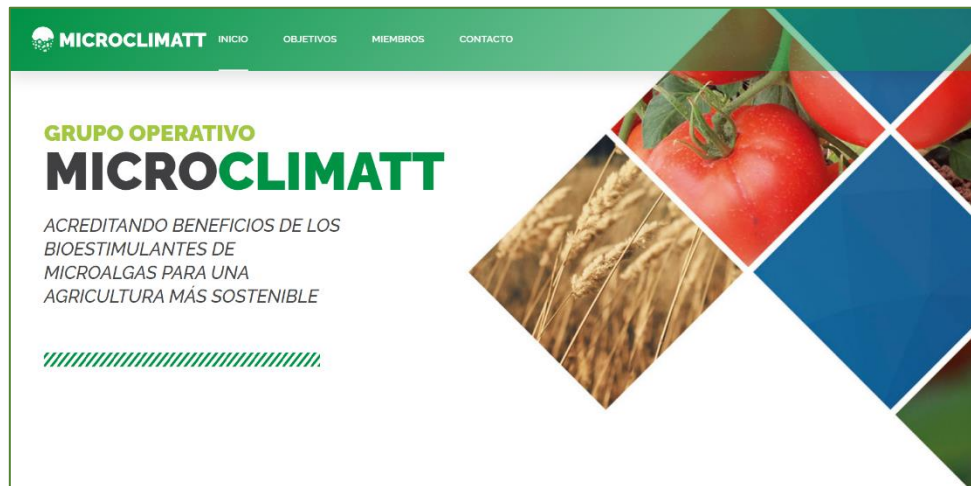 MICROCLIMATT INICIO OBJETIVOS MIEMBROS CONTACTO
GRUPO OPERATIVO
MICROCLIMATT
ACREDITANDO BENEFICIOS DE LOS
BIOESTIMULANTES DE
MICROALGAS PARA UNA
AGRICULTURA MÁS SOSTENIBLE